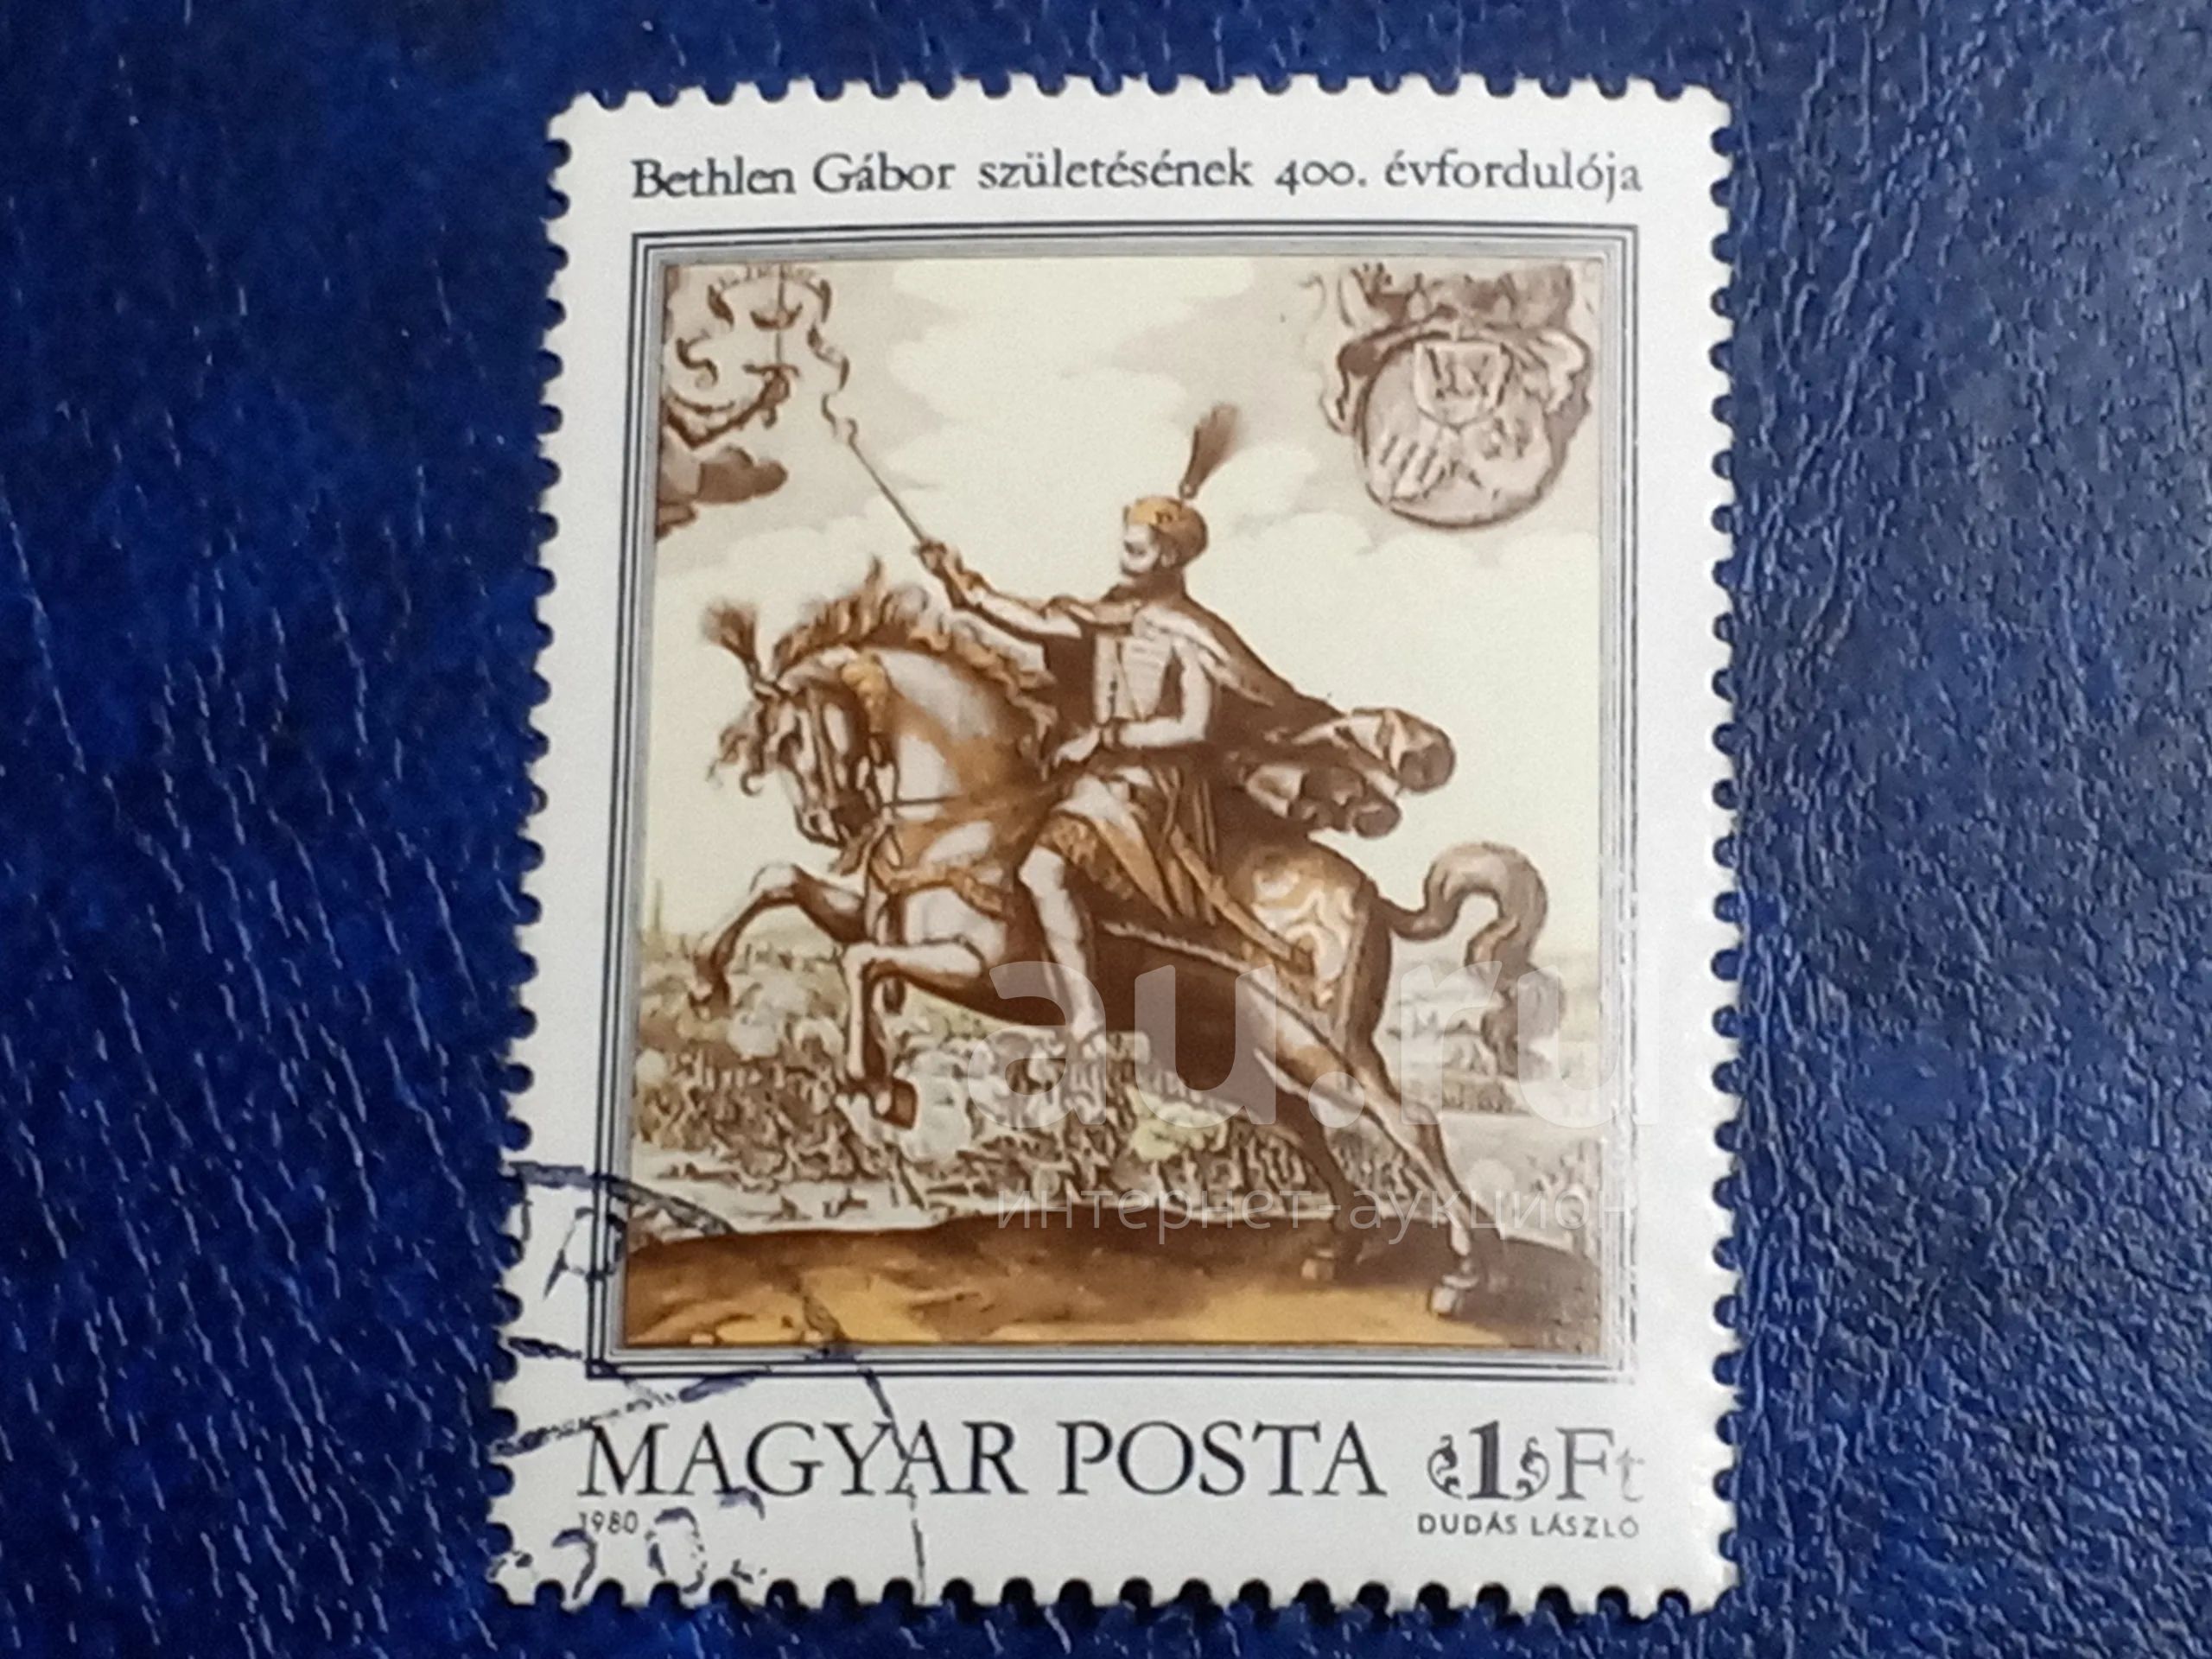 Bethlen Gábor születésének 400. évfordulója
au.ru
интернет-аукцион
MAGYAR POSTA 1 Ft
1980 DUDÁS LÁSZLÓ